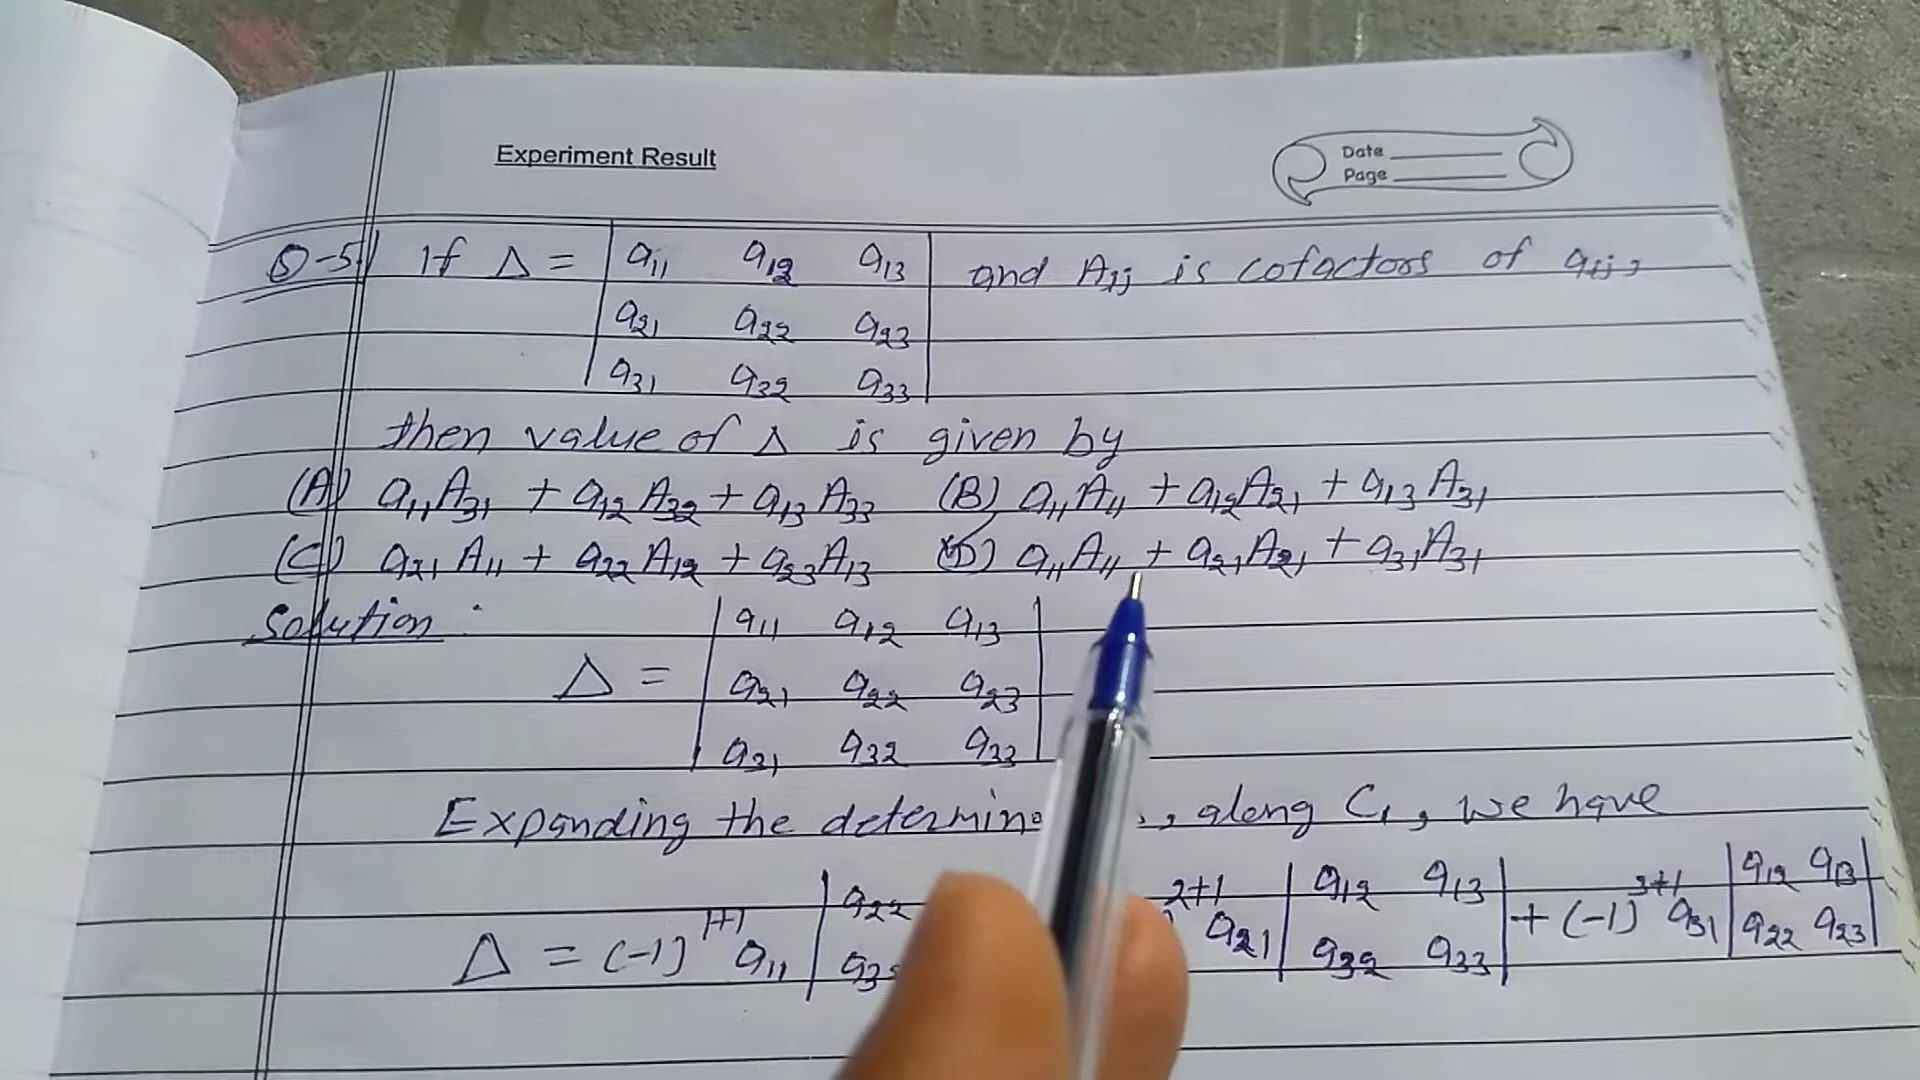 Experiment Result
Date
Page
Q-5) If Δ = | a₁₁ a₁₂ a₁₃ | and Aᵢⱼ is cofactors of aᵢⱼ,
| a₂₁ a₂₂ a₂₃ |
| a₃₁ a₃₂ a₃₃ |
then value of Δ is given by
(A) a₁₁A₃₁ + a₁₂A₃₂ + a₁₃A₃₃ (B) a₁₁A₁₁ + a₁₂A₂₁ + a₁₃A₃₁
(C) a₂₁A₁₁ + a₂₂A₁₂ + a₂₃A₁₃ (D) a₁₁A₁₁ + a₂₁A₂₁ + a₃₁A₃₁
Solution :
| a₁₁ a₁₂ a₁₃ |
Δ = | a₂₁ a₂₂ a₂₃ |
| a₃₁ a₃₂ a₃₃ |
Expanding the along C₁, we have
Δ = (-1)¹⁺¹ a₁₁ | a₂₂ ²⁺¹ a₂₁ | a₁₂ a₁₃ | + (-1)³⁺¹ a₃₁ | a₁₂ a₁₃ |
| a₃₂ a₃₃ | | a₂₂ a₂₃ |